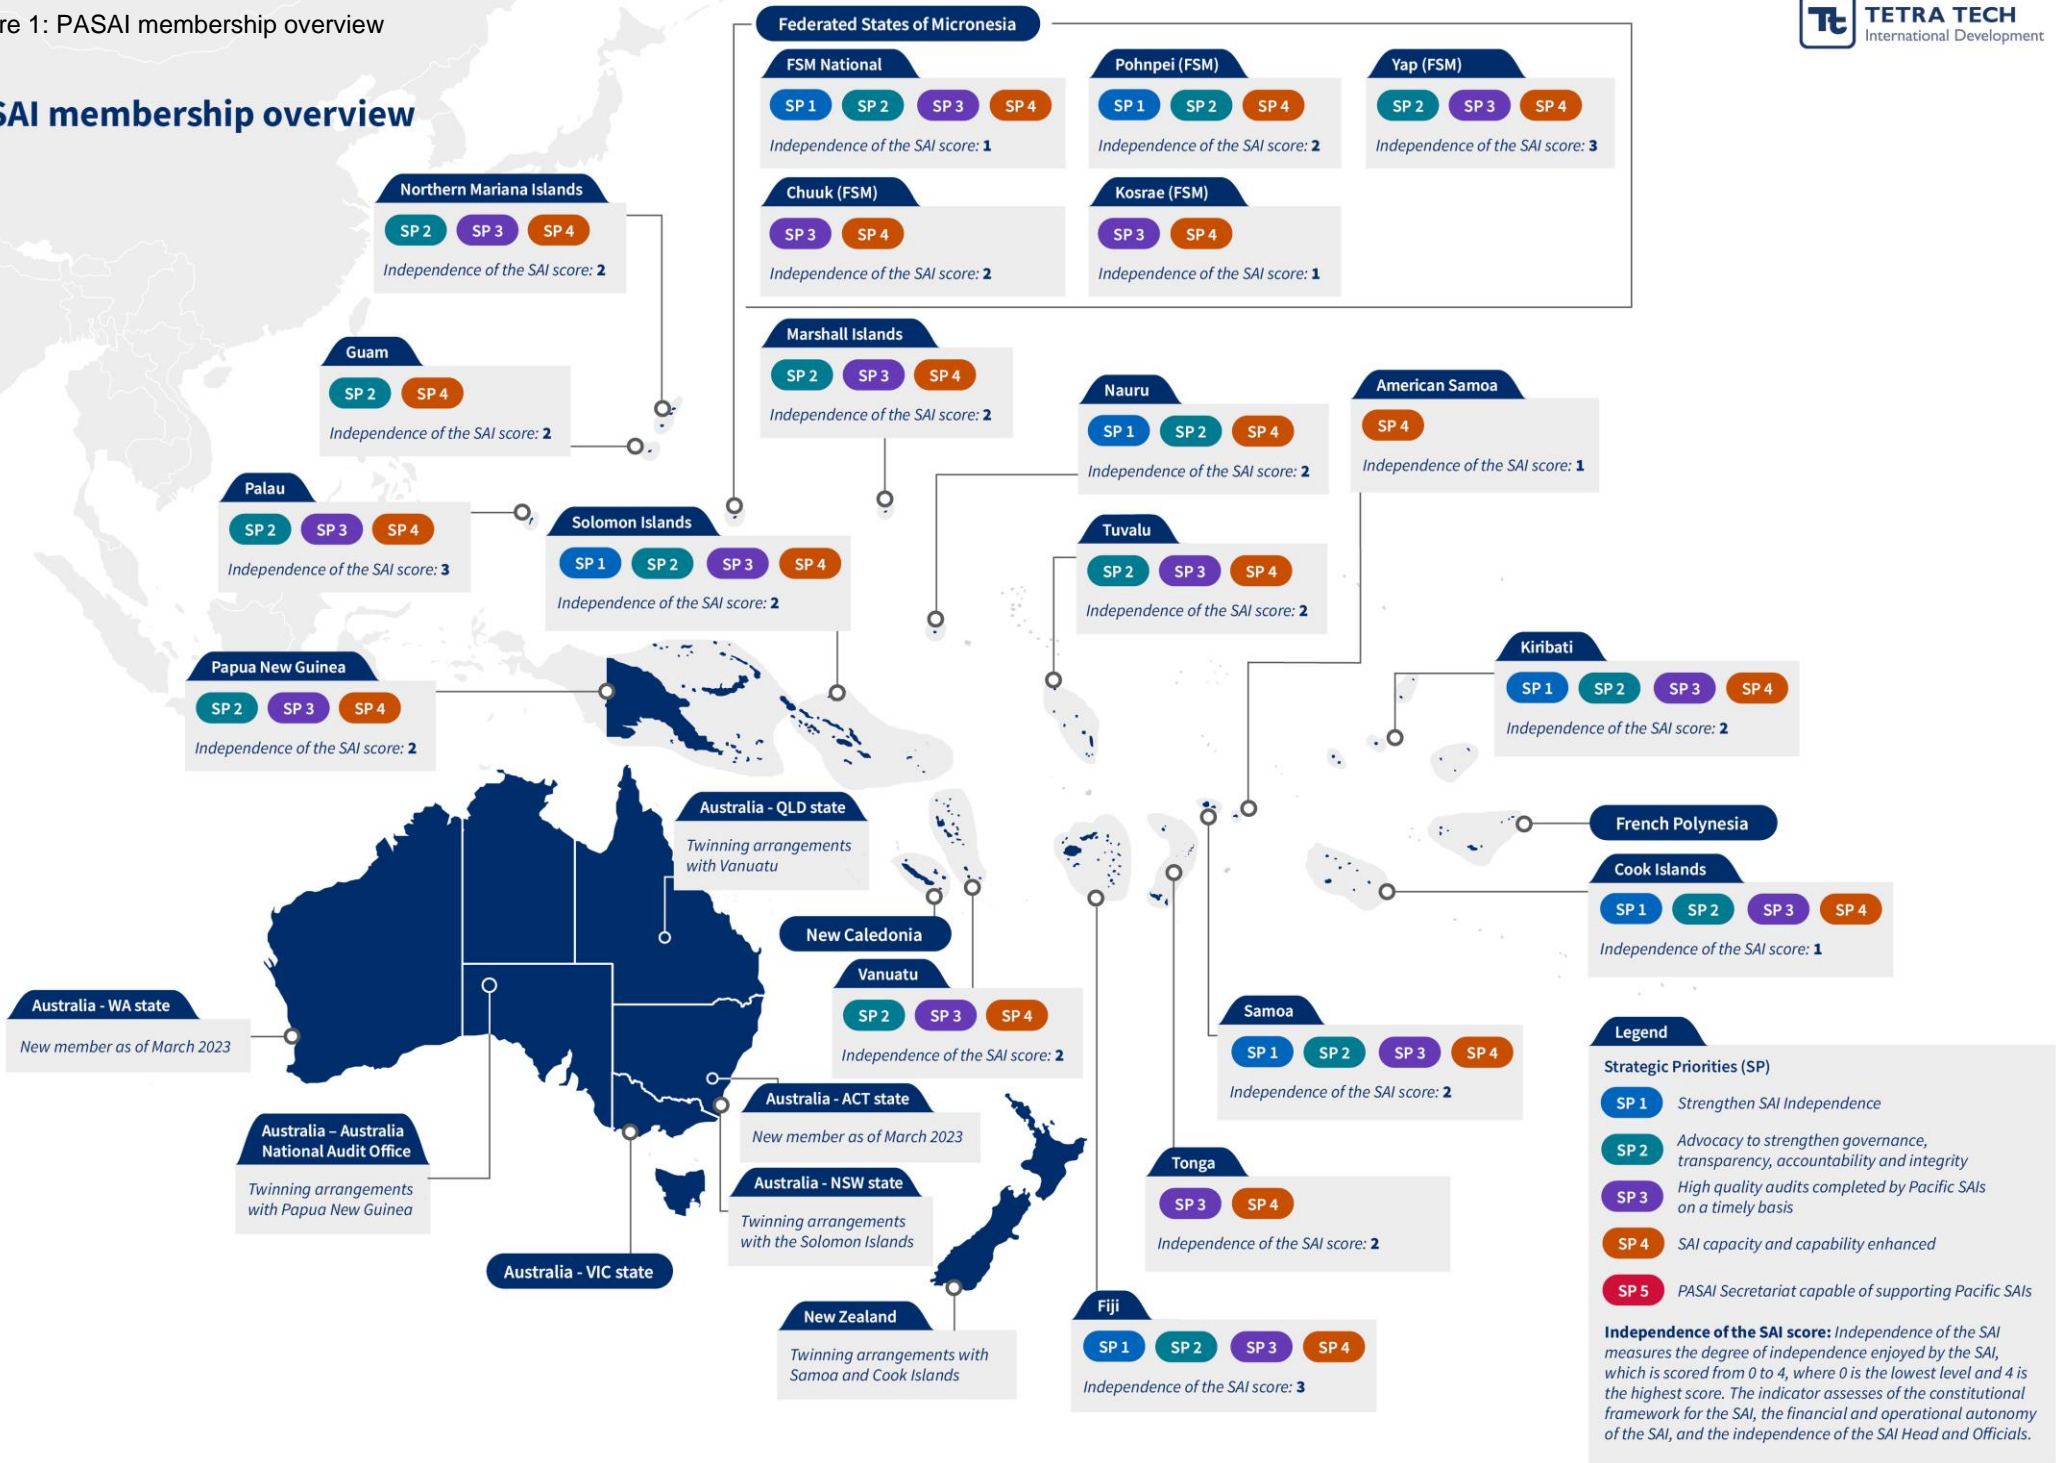 re 1: PASAI membership overview
SAI membership overview
Tt TETRA TECH
International Development
Federated States of Micronesia
FSM National
SP 1 SP 2 SP 3 SP 4
Independence of the SAI score: 1
Pohnpei (FSM)
SP 1 SP 2 SP 4
Independence of the SAI score: 2
Yap (FSM)
SP 2 SP 3 SP 4
Independence of the SAI score: 3
Chuuk (FSM)
SP 3 SP 4
Independence of the SAI score: 2
Kosrae (FSM)
SP 3 SP 4
Independence of the SAI score: 1
Northern Mariana Islands
SP 2 SP 3 SP 4
Independence of the SAI score: 2
Guam
SP 2 SP 4
Independence of the SAI score: 2
Marshall Islands
SP 2 SP 3 SP 4
Independence of the SAI score: 2
Nauru
SP 1 SP 2 SP 4
Independence of the SAI score: 2
American Samoa
SP 4
Independence of the SAI score: 1
Palau
SP 2 SP 3 SP 4
Independence of the SAI score: 3
Solomon Islands
SP 1 SP 2 SP 3 SP 4
Independence of the SAI score: 2
Tuvalu
SP 2 SP 3 SP 4
Independence of the SAI score: 2
Papua New Guinea
SP 2 SP 3 SP 4
Independence of the SAI score: 2
Kiribati
SP 1 SP 2 SP 3 SP 4
Independence of the SAI score: 2
Australia - QLD state
Twinning arrangements
with Vanuatu
French Polynesia
Cook Islands
SP 1 SP 2 SP 3 SP 4
Independence of the SAI score: 1
New Caledonia
Vanuatu
SP 2 SP 3 SP 4
Independence of the SAI score: 2
Australia - WA state
New member as of March 2023
Samoa
SP 1 SP 2 SP 3 SP 4
Independence of the SAI score: 2
Australia - ACT state
New member as of March 2023
Australia – Australia
National Audit Office
Twinning arrangements
with Papua New Guinea
Australia - NSW state
Twinning arrangements
with the Solomon Islands
Tonga
SP 3 SP 4
Independence of the SAI score: 2
Australia - VIC state
New Zealand
Twinning arrangements with
Samoa and Cook Islands
Fiji
SP 1 SP 2 SP 3 SP 4
Independence of the SAI score: 3
Legend
Strategic Priorities (SP)
SP 1 Strengthen SAI Independence
SP 2 Advocacy to strengthen governance,
transparency, accountability and integrity
SP 3 High quality audits completed by Pacific SAIs
on a timely basis
SP 4 SAI capacity and capability enhanced
SP 5 PASAI Secretariat capable of supporting Pacific SAIs
Independence of the SAI score: Independence of the SAI
measures the degree of independence enjoyed by the SAI,
which is scored from 0 to 4, where 0 is the lowest level and 4 is
the highest score. The indicator assesses of the constitutional
framework for the SAI, the financial and operational autonomy
of the SAI, and the independence of the SAI Head and Officials.